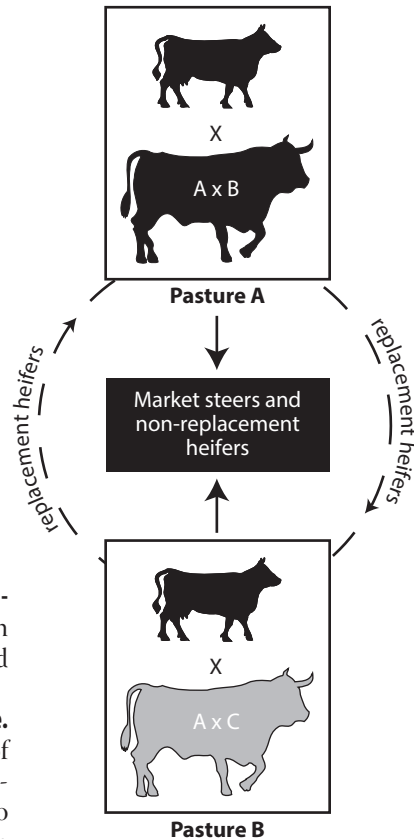 X
A x B
Pasture A
replacement heifers
replacement heifers
Market steers and
non-replacement
heifers
X
A x C
Pasture B